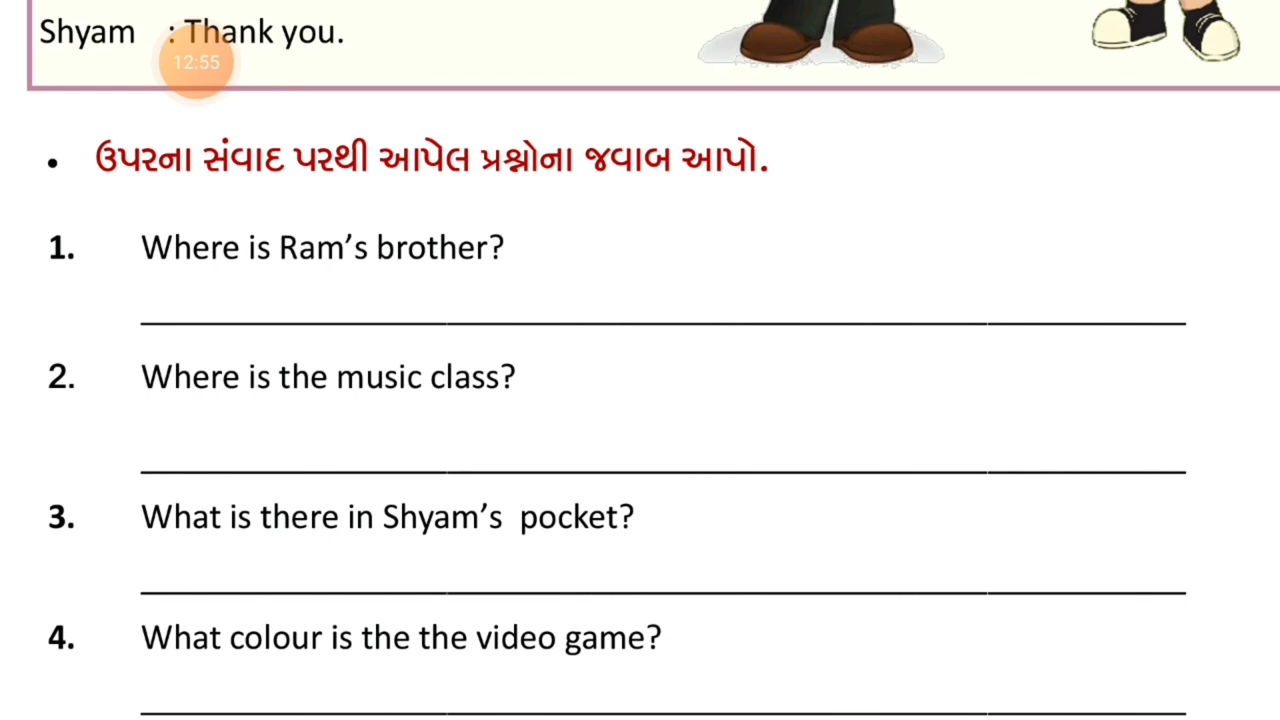 Shyam : Thank you.
12:55
• ઉપરના સંવાદ પરથી આપેલ પ્રશ્નોના જવાબ આપો.
1. Where is Ram’s brother?
2. Where is the music class?
3. What is there in Shyam’s pocket?
4. What colour is the the video game?